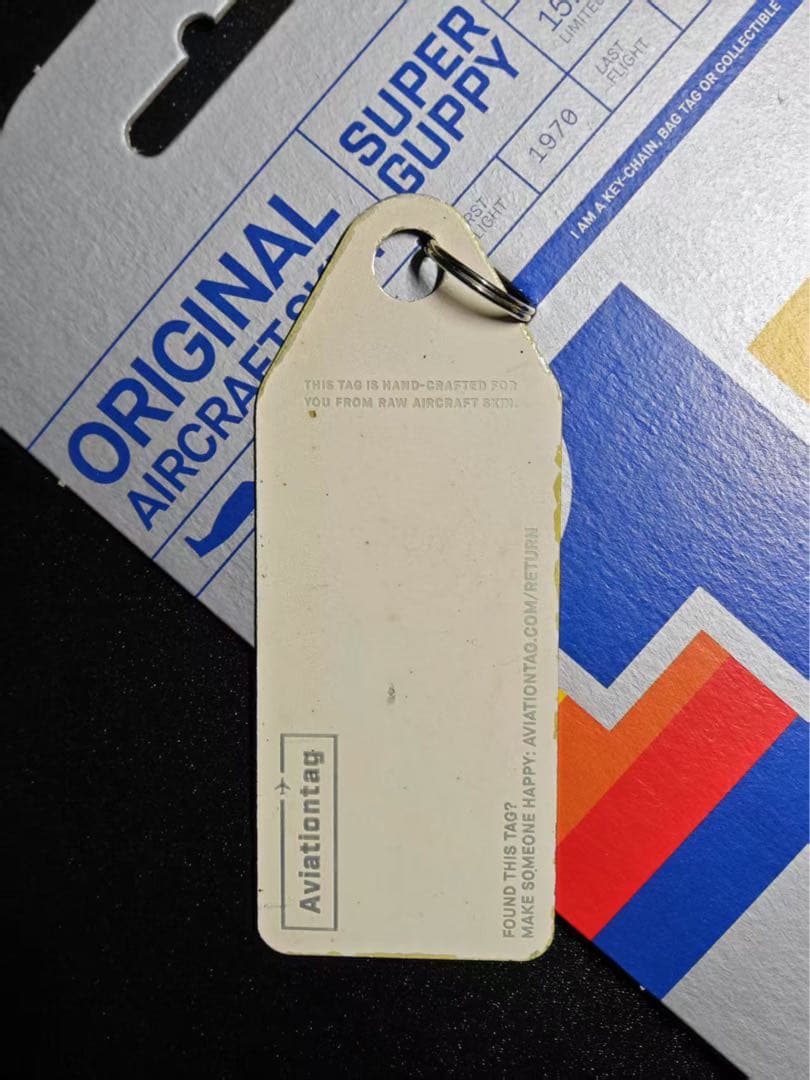 ORIGINAL
SUPER
GUPPY
LIMITED
LAST
FLIGHT
1970
I AM A KEY-CHAIN, BAG TAG OR COLLECTIBLE
THIS TAG IS HAND-CRAFTED FOR
YOU FROM RAW AIRCRAFT SKIN.
Aviationtag
FOUND THIS TAG?
MAKE SOMEONE HAPPY: AVIATIONTAG.COM/RETURN